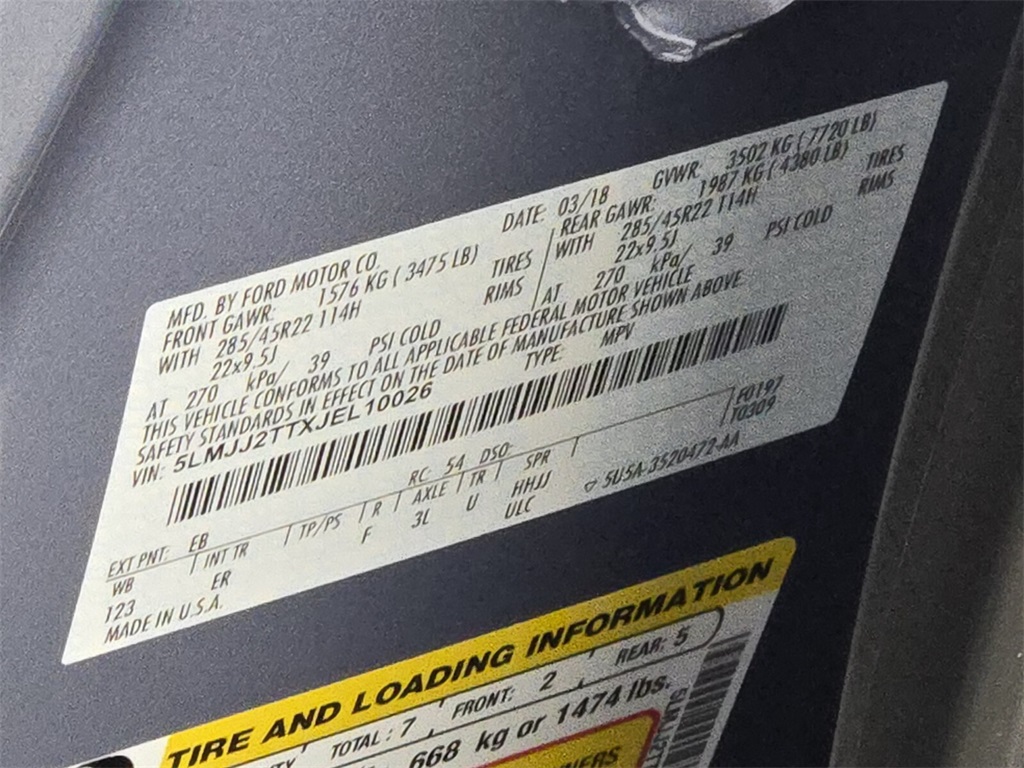 MFD. BY FORD MOTOR CO.
DATE: 03/18 GVWR: 3502 KG ( 7720 LB)
FRONT GAWR: 1576 KG ( 3475 LB)
REAR GAWR: 1987 KG ( 4380 LB)
WITH 285/45R22 114H TIRES
WITH 285/45R22 114H TIRES
22x9.5J RIMS
22x9.5J RIMS
AT 270 kPa/ 39 PSI COLD
AT 270 kPa/ 39 PSI COLD
THIS VEHICLE CONFORMS TO ALL APPLICABLE FEDERAL MOTOR VEHICLE
SAFETY STANDARDS IN EFFECT ON THE DATE OF MANUFACTURE SHOWN ABOVE.
VIN: 5LMJJ2TTXJEL10026 TYPE: MPV
F0197
T0309
EXT PNT: EB RC: 54 DSO:
WB INT TR TP/PS R AXLE TR SPR
123 ER F 3L U HHJJ
ULC
MADE IN U.S.A. 5U5A-3520472-AA
TIRE AND LOADING INFORMATION
TOTAL : 7 FRONT: 2 REAR: 5
668 kg or 1474 lbs.